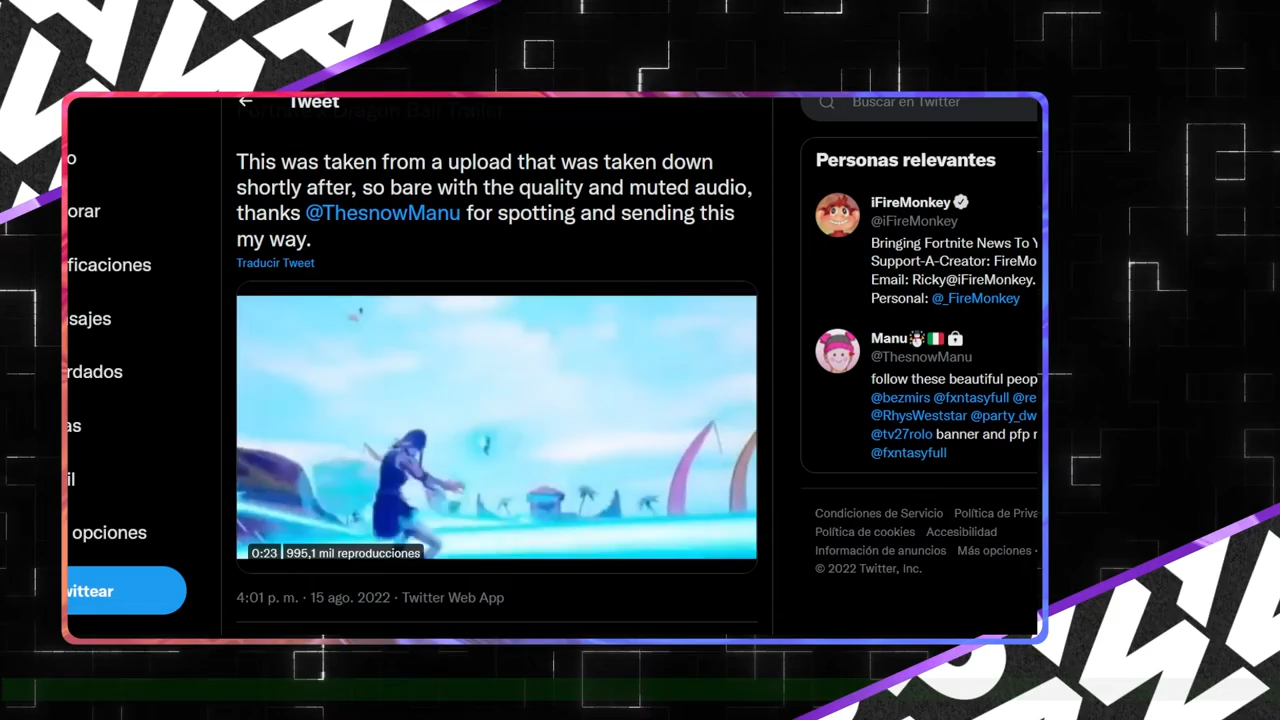 Tweet
Buscar en Twitter
Fortnite x Dragon Ball Trailer
This was taken from a upload that was taken down
shortly after, so bare with the quality and muted audio,
thanks @ThesnowManu for spotting and sending this
my way.
Traducir Tweet
0:23 995,1 mil reproducciones
4:01 p. m. · 15 ago. 2022 · Twitter Web App
o
orar
ficaciones
sajes
rdados
as
il
opciones
wittear
Personas relevantes
iFireMonkey
@iFireMonkey
Bringing Fortnite News To Y
Support-A-Creator: FireMo
Email: Ricky@iFireMonkey.
Personal: @_FireMonkey
Manu
@ThesnowManu
follow these beautiful peop
@bezmirs @fxntasyfull @re
@RhysWeststar @party_dw
@tv27rolo banner and pfp r
@fxntasyfull
Condiciones de Servicio Política de Priva
Política de cookies Accesibilidad
Información de anuncios Más opciones ·
© 2022 Twitter, Inc.